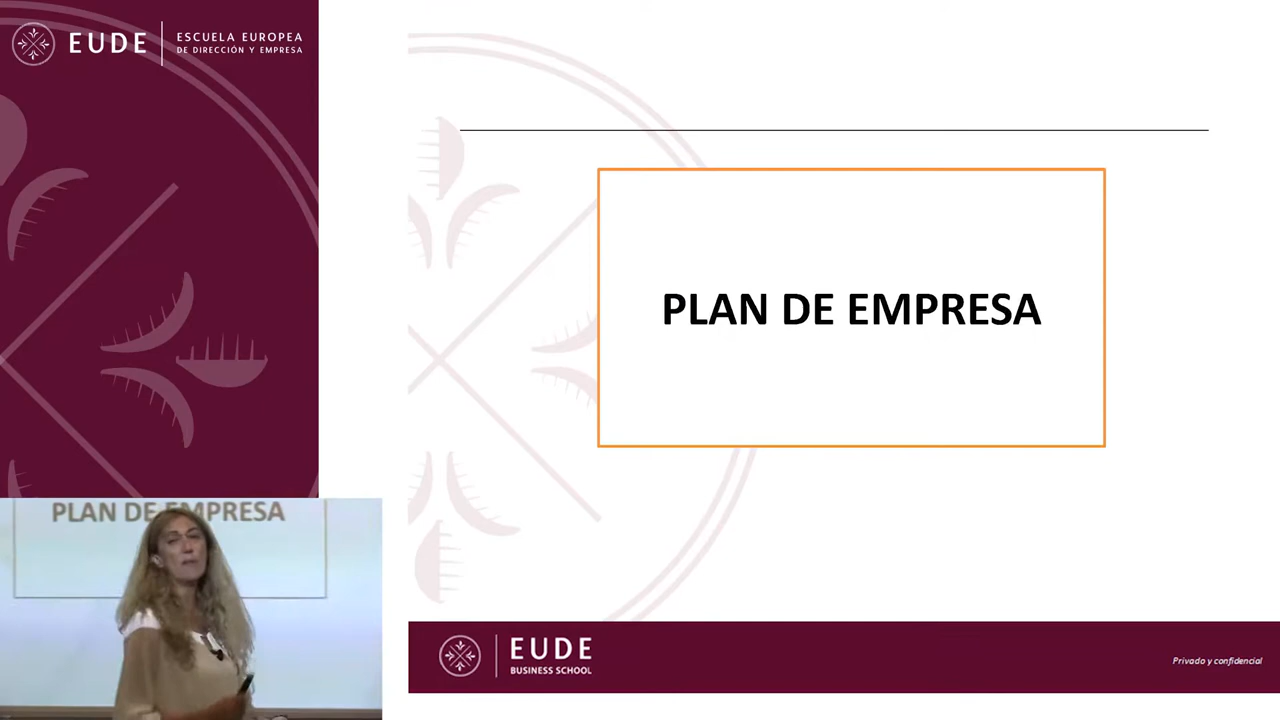 EUDE
ESCUELA EUROPEA
DE DIRECCIÓN Y EMPRESA
PLAN DE EMPRESA
PLAN DE EMPRESA
EUDE
BUSINESS SCHOOL
Privado y confidencial